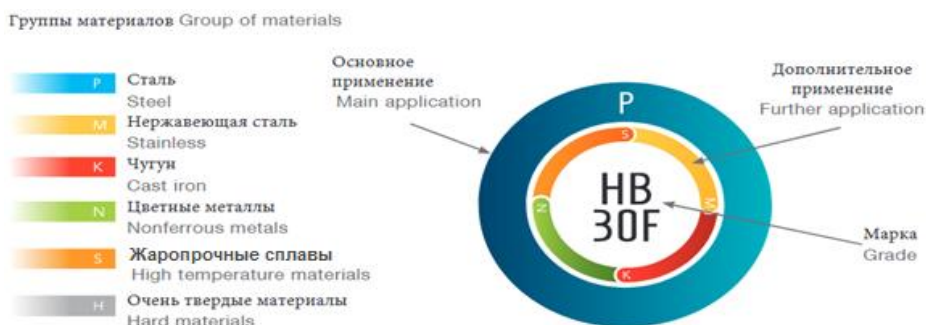 Группы материалов Group of materials
P
Сталь
Steel
M
Нержавеющая сталь
Stainless
K
Чугун
Cast iron
N
Цветные металлы
Nonferrous metals
S
Жаропрочные сплавы
High temperature materials
H
Очень твердые материалы
Hard materials
Основное
применение
Main application
Дополнительное
применение
Further application
P
S
M
N
K
HB
30F
Марка
Grade